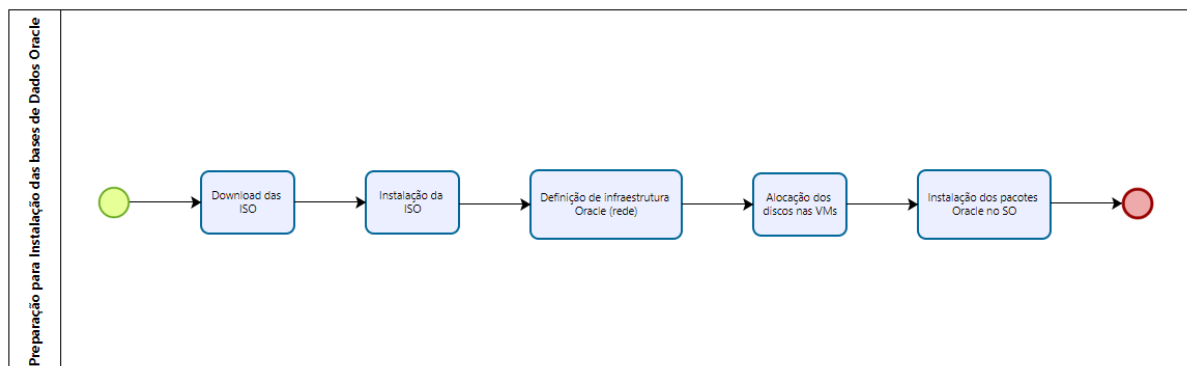 Preparação para Instalação das bases de Dados Oracle
Download das
ISO
Instalação da
ISO
Definição de infraestrutura
Oracle (rede)
Alocação dos
discos nas VMs
Instalação dos pacotes
Oracle no SO